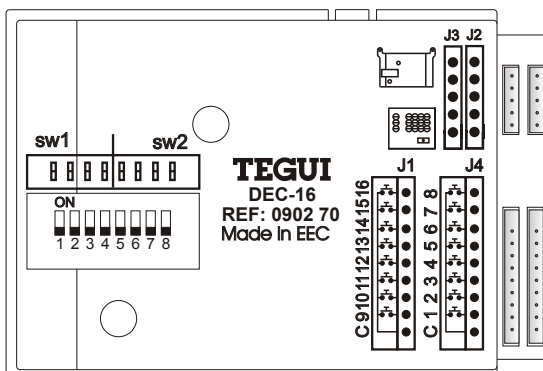 J3 J2
sw1 sw2
TEGUI
DEC-16
REF: 0902 70
Made in EEC
ON
1 2 3 4 5 6 7 8
J1
C 9 10 11 12 13 14 15 16
J4
C 1 2 3 4 5 6 7 8